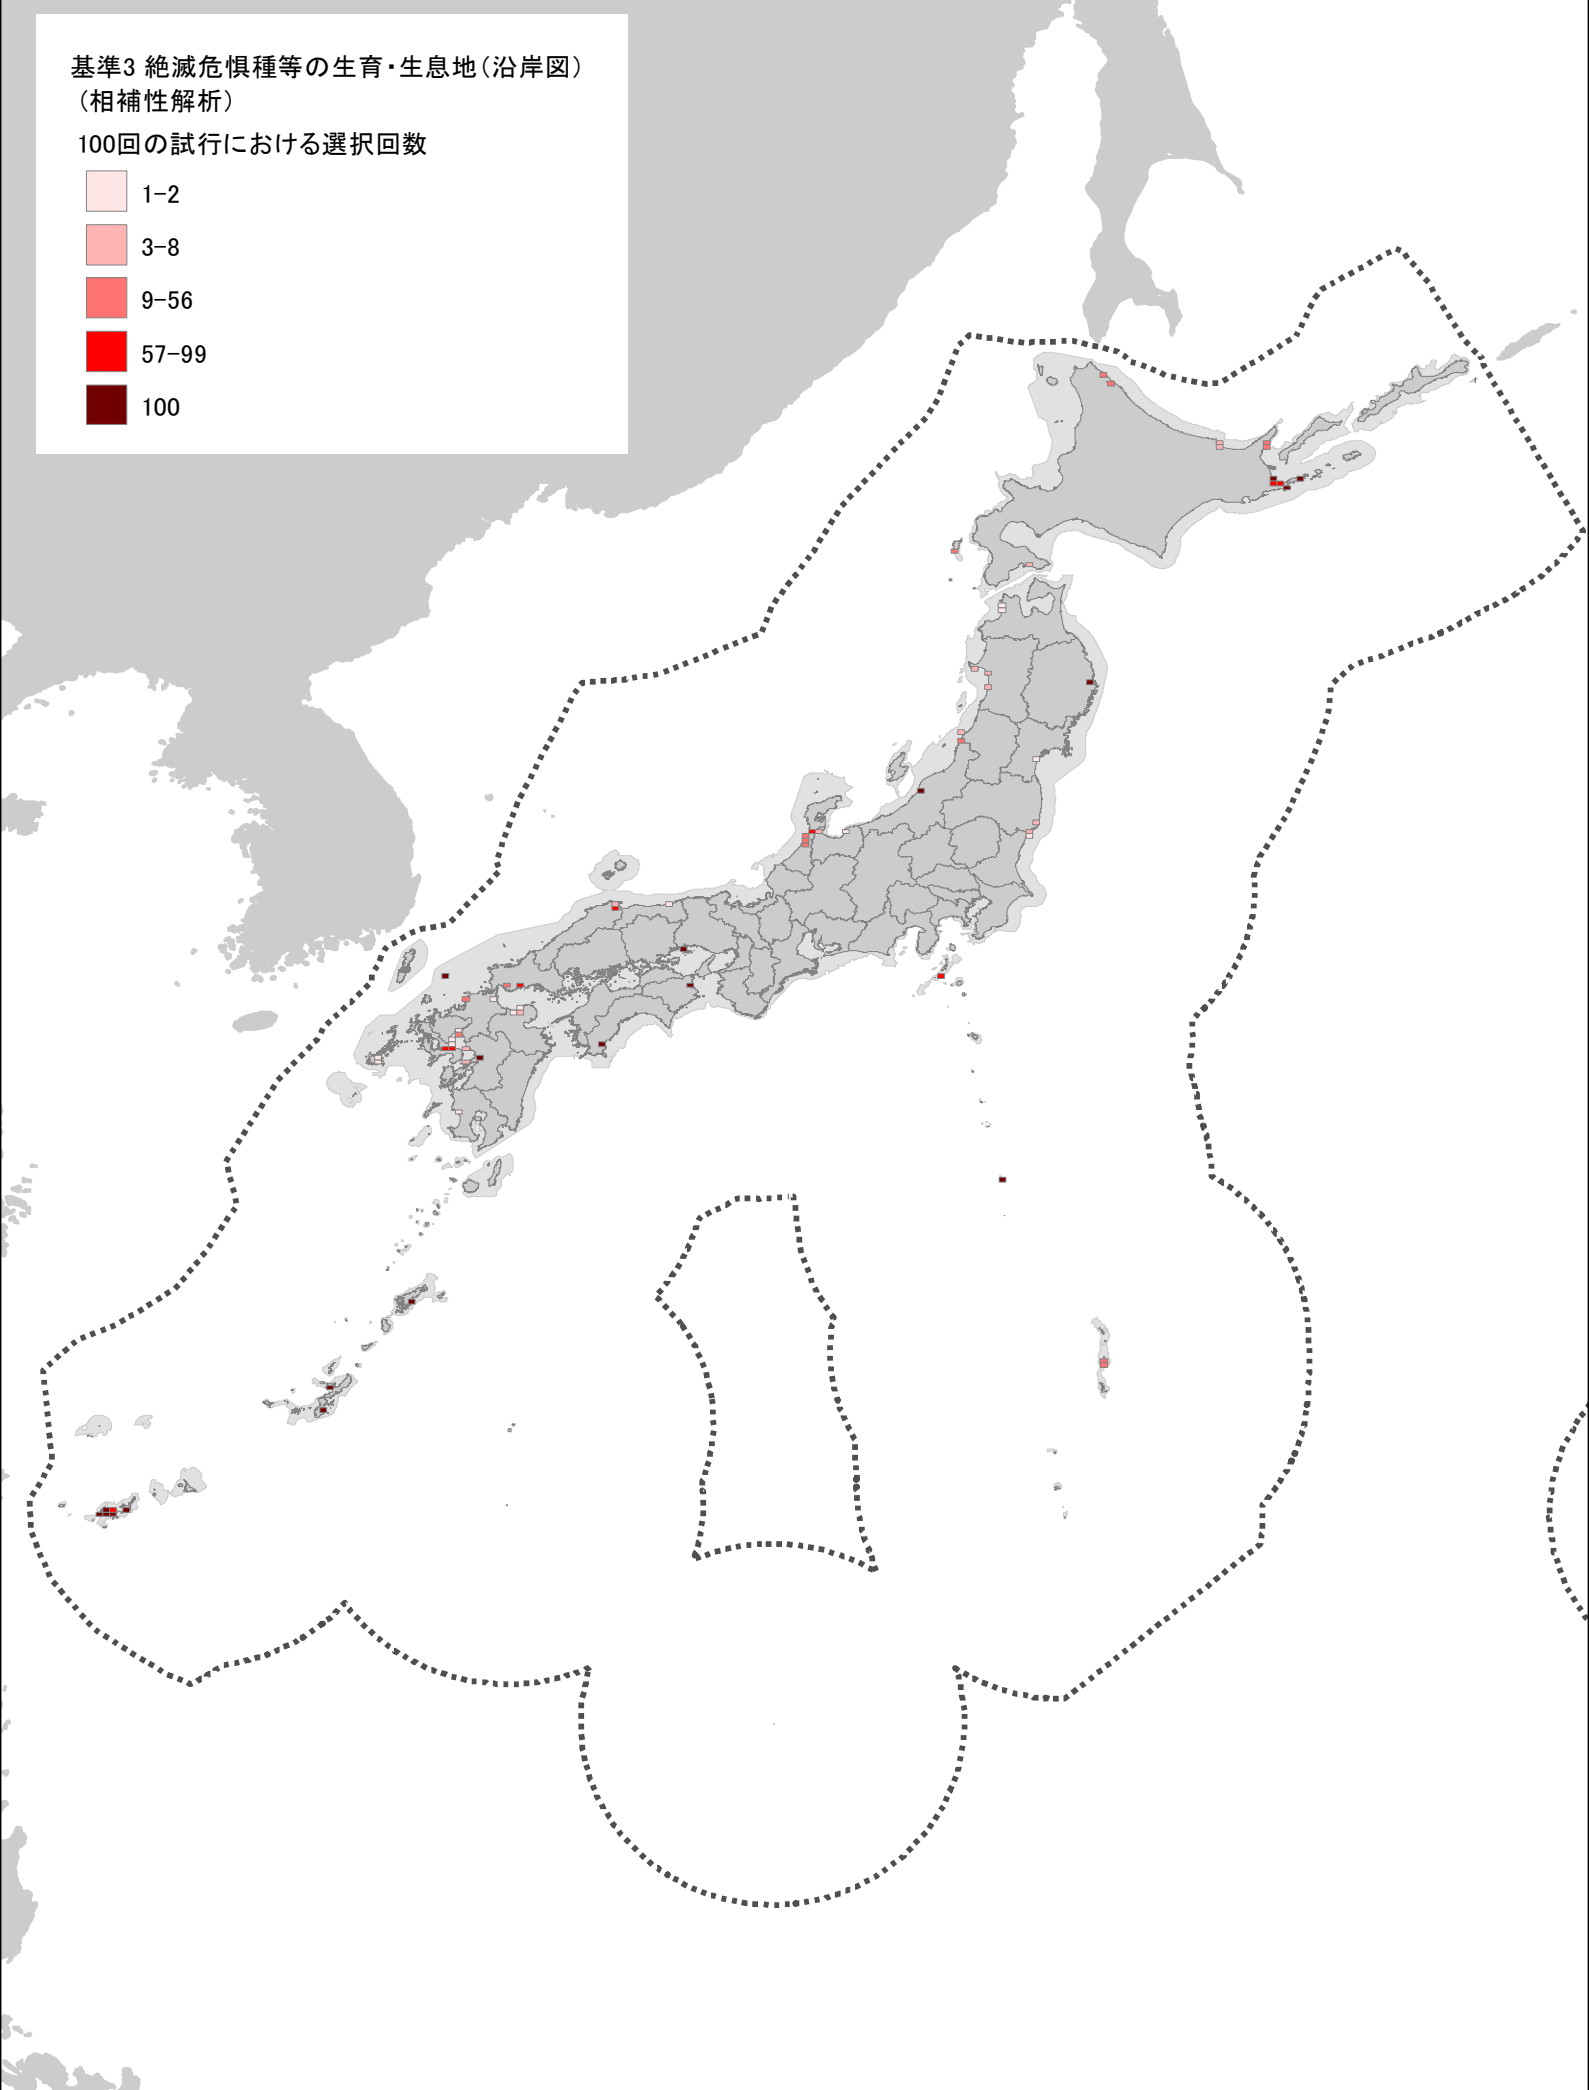 基準3 絶滅危惧種等の生育・生息地（沿岸図）
（相補性解析）
100回の試行における選択回数
1-2
3-8
9-56
57-99
100